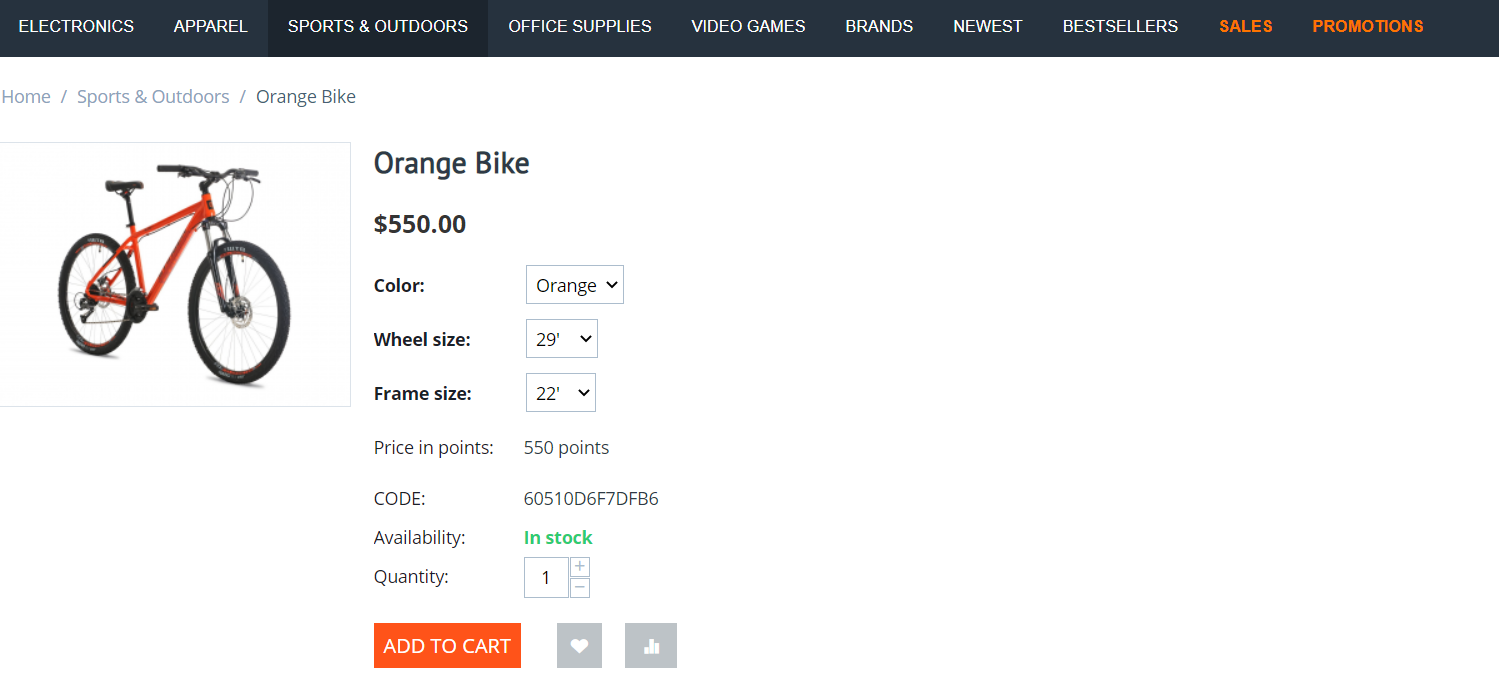 ELECTRONICS APPAREL SPORTS & OUTDOORS OFFICE SUPPLIES VIDEO GAMES BRANDS NEWEST BESTSELLERS SALES PROMOTIONS
Home / Sports & Outdoors / Orange Bike
Orange Bike
$550.00
Color: Orange
Wheel size: 29'
Frame size: 22'
Price in points: 550 points
CODE: 60510D6F7DFB6
Availability: In stock
Quantity: 1 + −
ADD TO CART